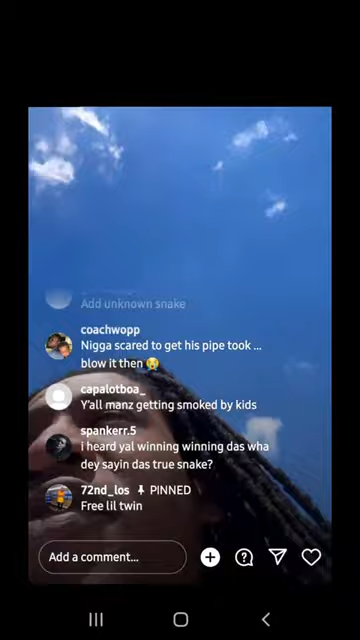 Add unknown snake
coachwopp
Nigga scared to get his pipe took ...
blow it then 😭
capalotboa_
Y'all manz getting smoked by kids
spankerr.5
i heard yal winning winning das wha
dey sayin das true snake?
72nd_los PINNED
Free lil twin
Add a comment...